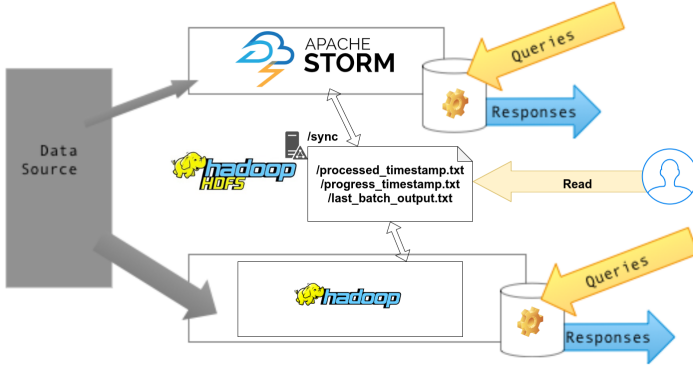 APACHE
STORM
Queries
Responses
Data
Source
/sync
hadoop
HDFS
/processed_timestamp.txt
/progress_timestamp.txt
/last_batch_output.txt
Read
hadoop
Queries
Responses